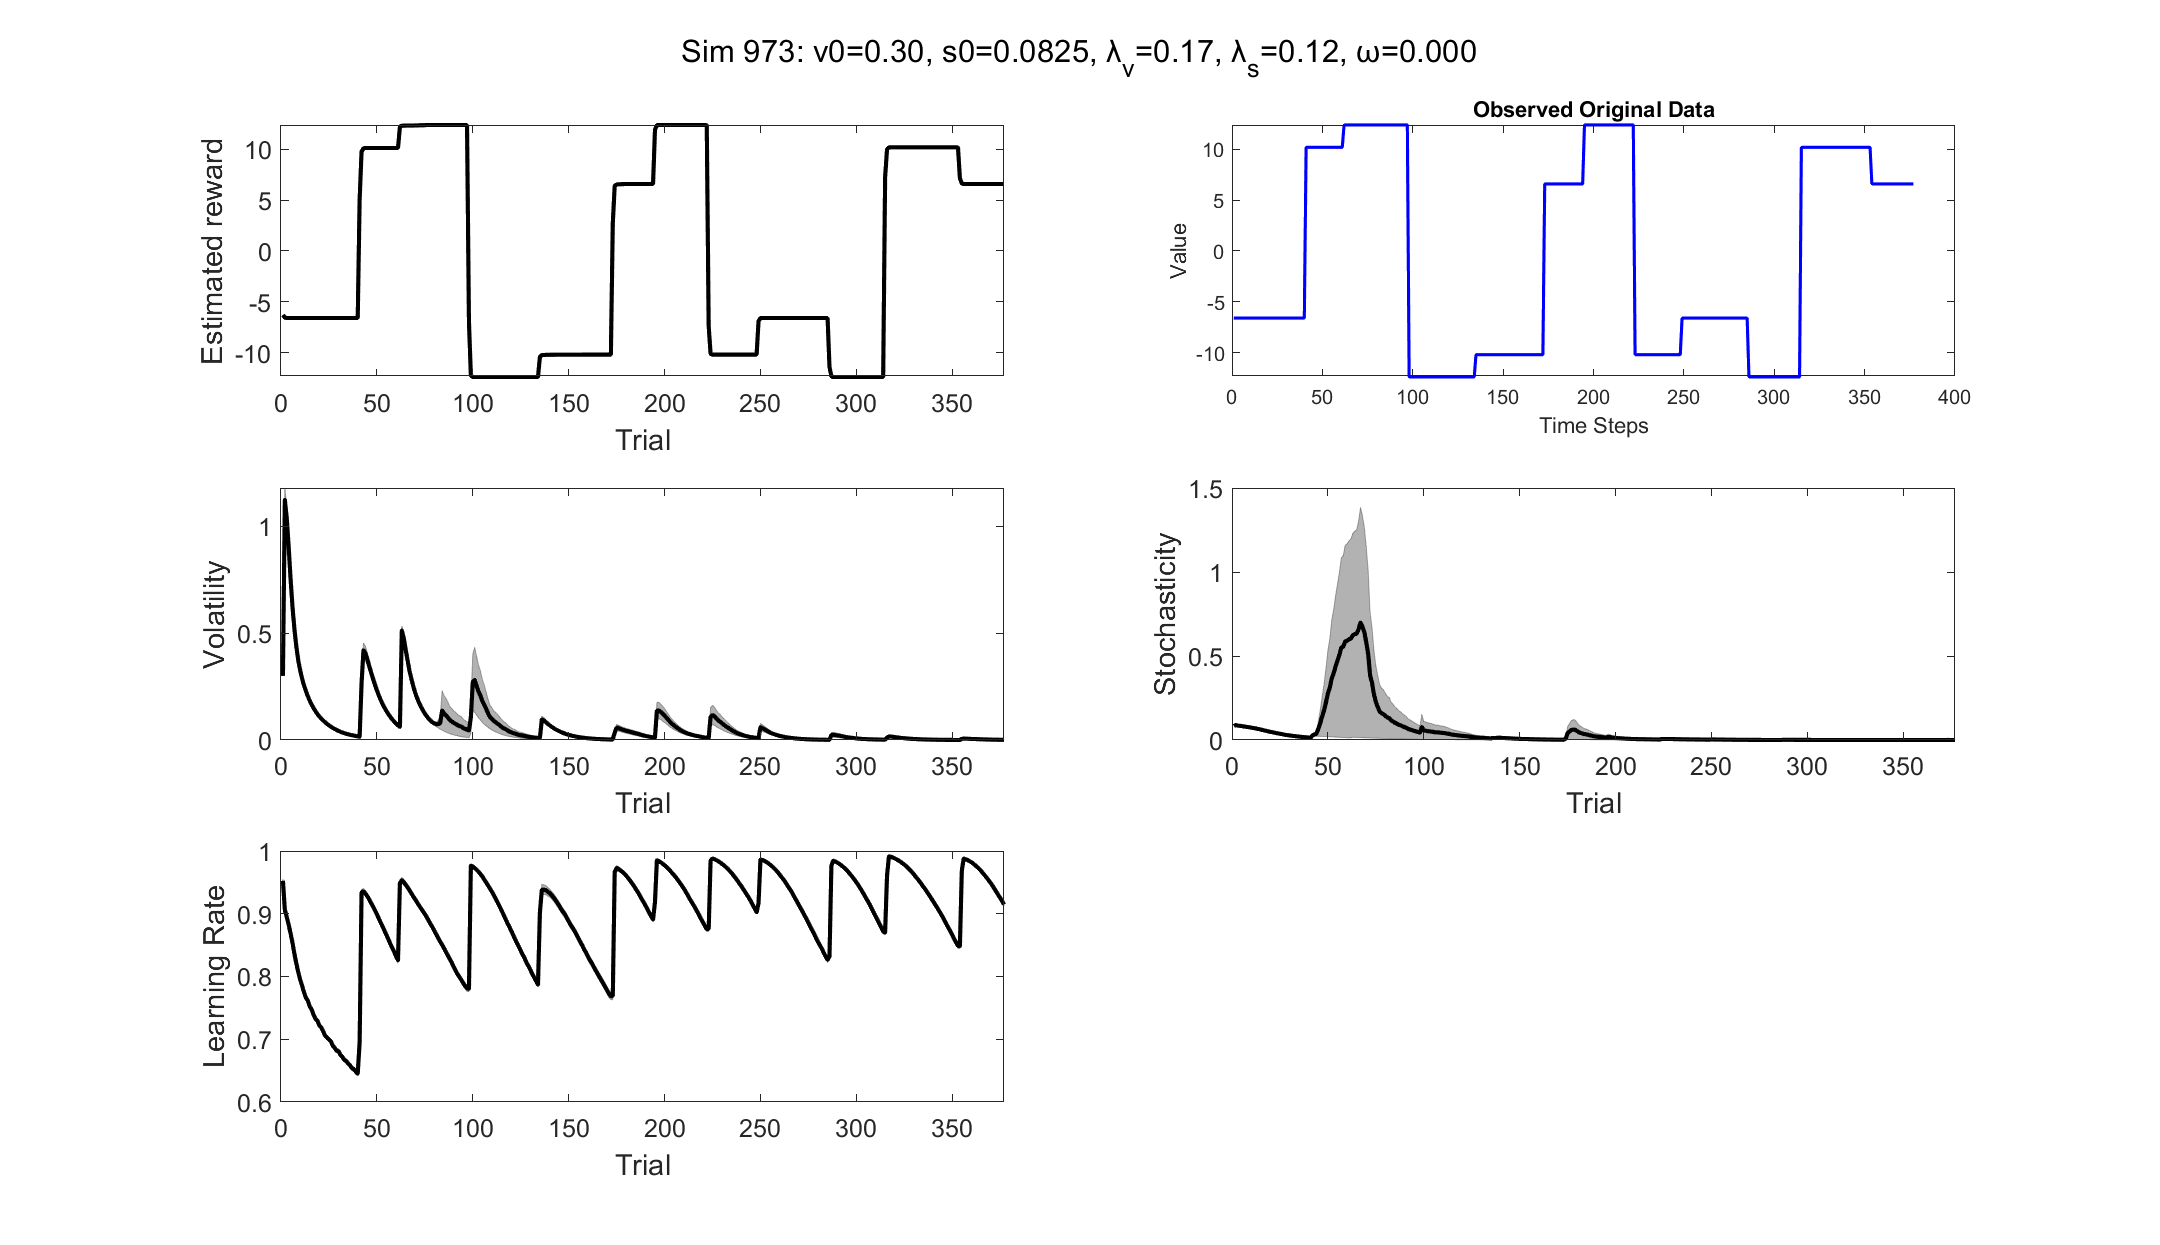 Sim 973: v0=0.30, s0=0.0825, λv=0.17, λs=0.12, ω=0.000
Estimated reward
10
5
0
-5
-10
0 50 100 150 200 250 300 350
Trial
Observed Original Data
Value
10
5
0
-5
-10
0 50 100 150 200 250 300 350 400
Time Steps
Volatility
1
0.5
0
0 50 100 150 200 250 300 350
Trial
Stochasticity
1.5
1
0.5
0
0 50 100 150 200 250 300 350
Trial
Learning Rate
1
0.9
0.8
0.7
0.6
0 50 100 150 200 250 300 350
Trial